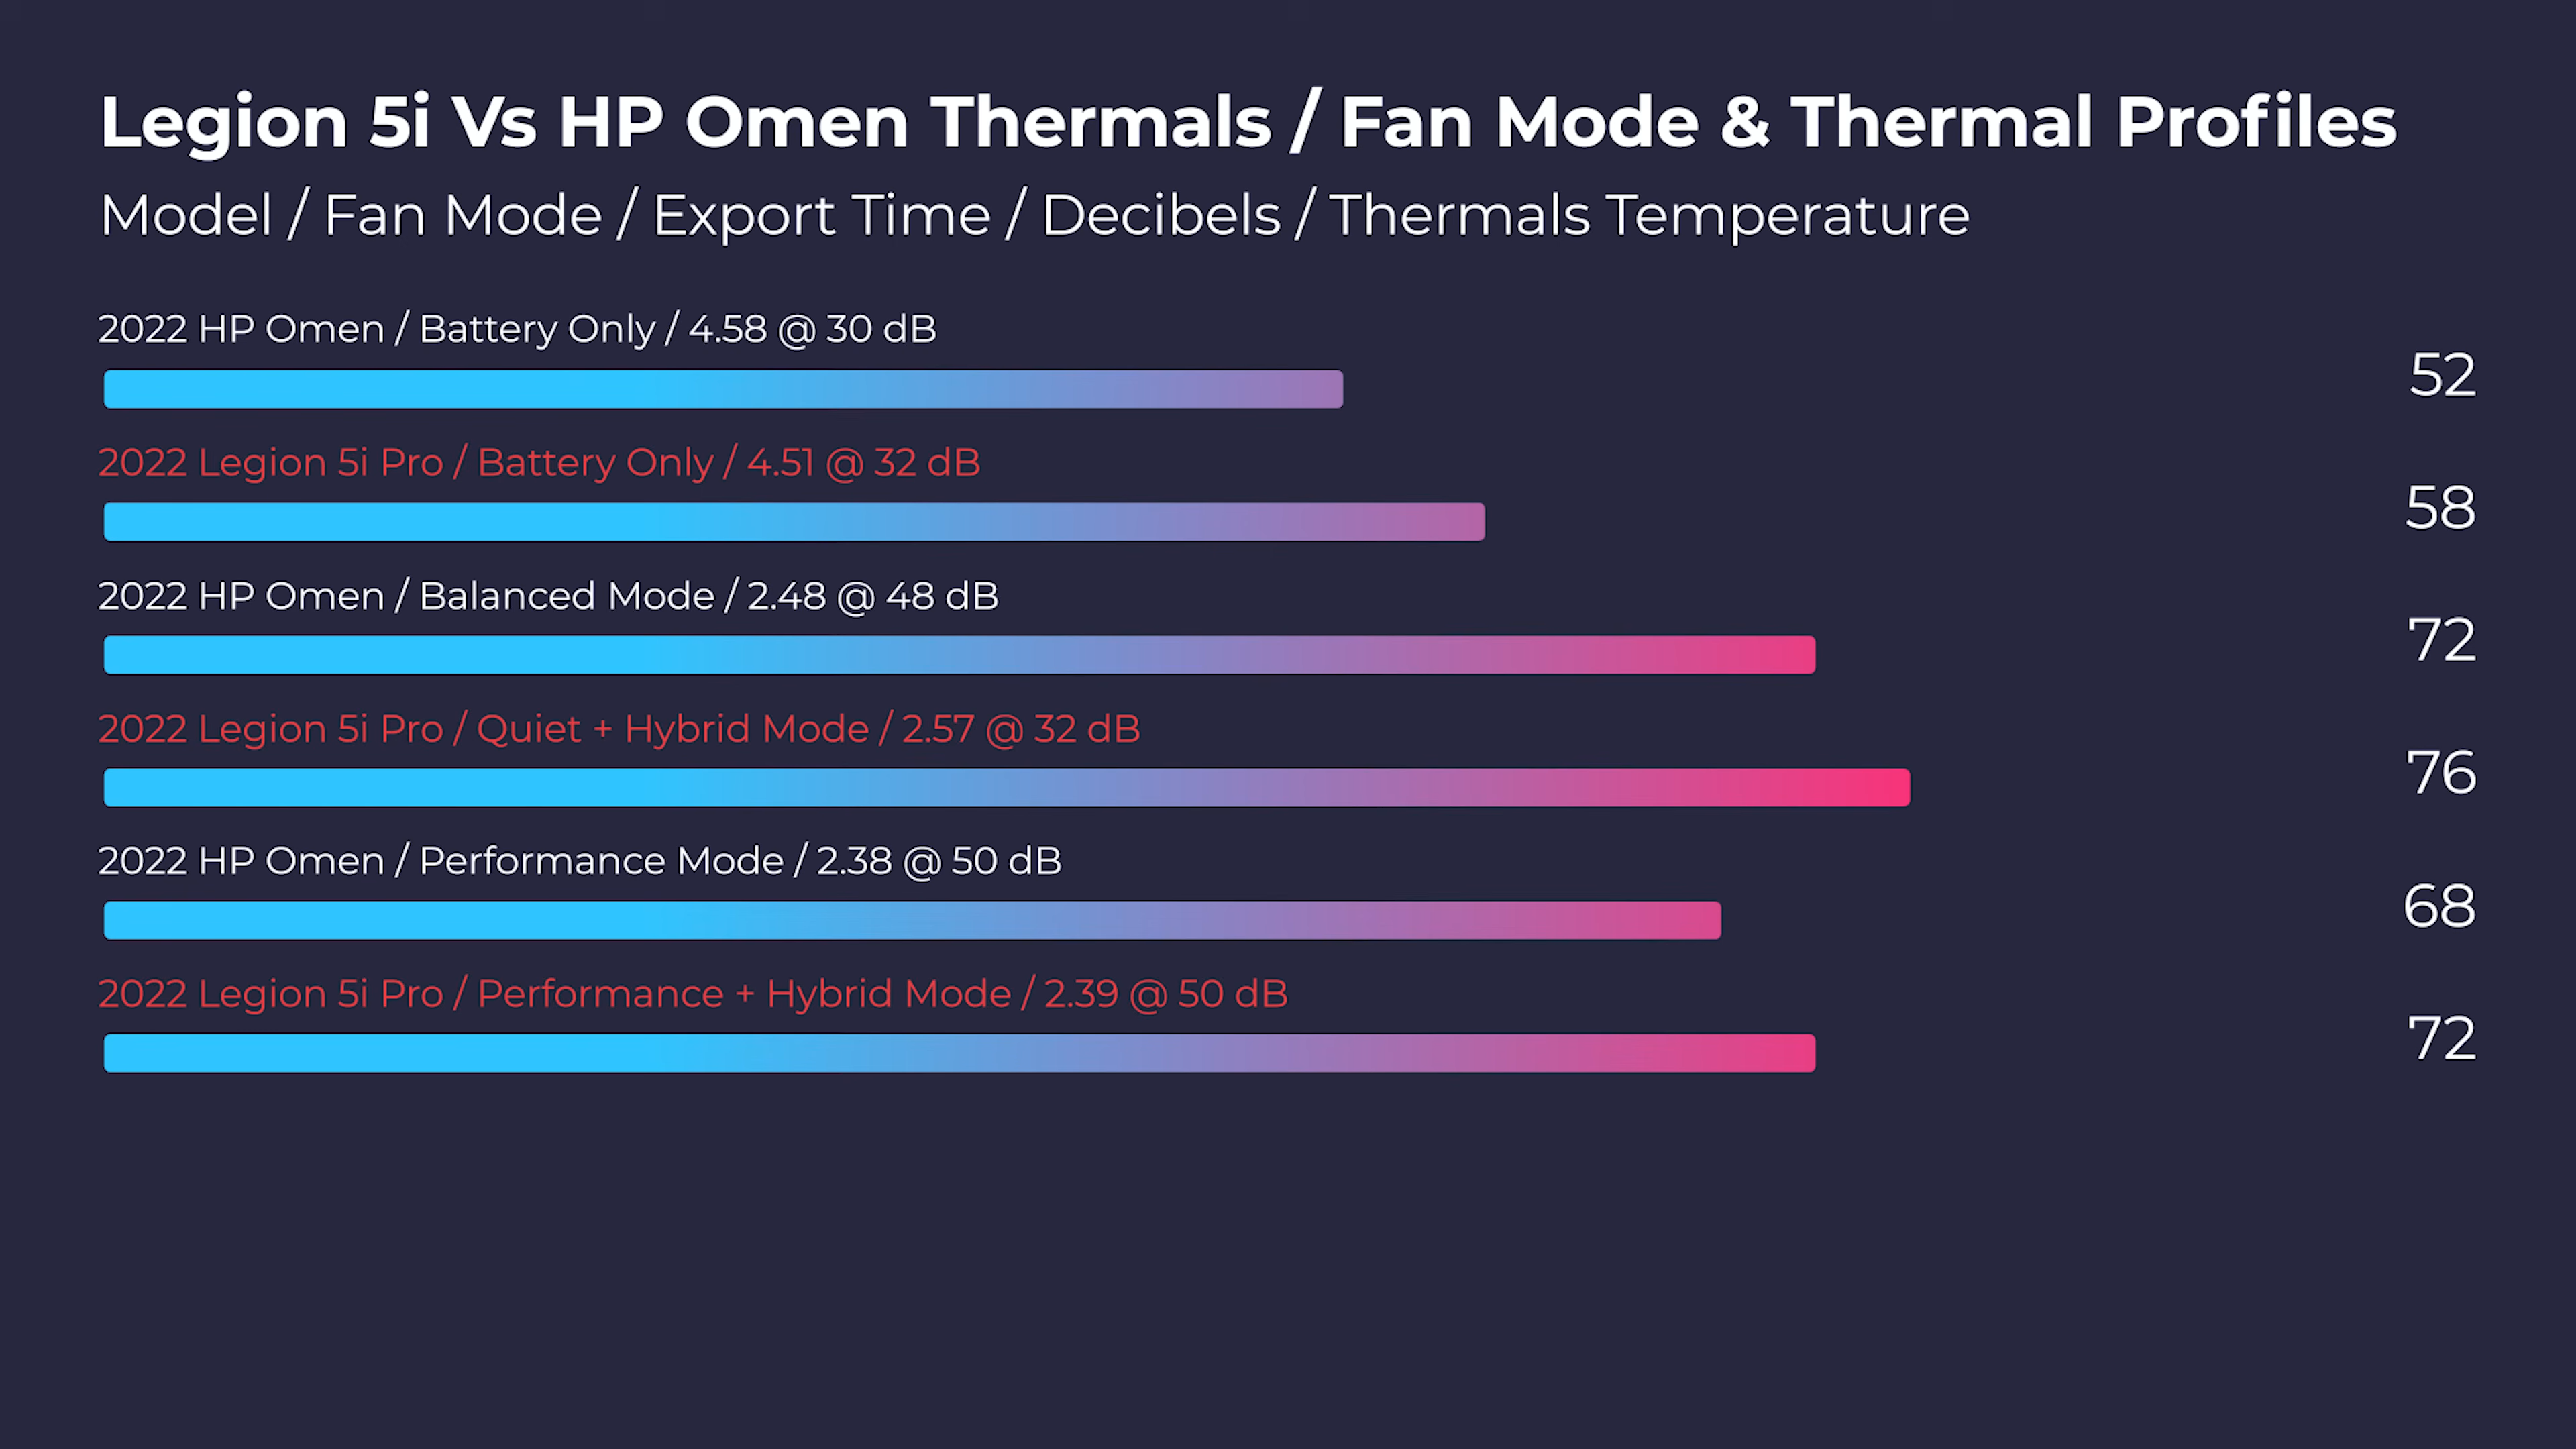 Legion 5i Vs HP Omen Thermals / Fan Mode & Thermal Profiles
Model / Fan Mode / Export Time / Decibels / Thermals Temperature
2022 HP Omen / Battery Only / 4.58 @ 30 dB
52
2022 Legion 5i Pro / Battery Only / 4.51 @ 32 dB
58
2022 HP Omen / Balanced Mode / 2.48 @ 48 dB
72
2022 Legion 5i Pro / Quiet + Hybrid Mode / 2.57 @ 32 dB
76
2022 HP Omen / Performance Mode / 2.38 @ 50 dB
68
2022 Legion 5i Pro / Performance + Hybrid Mode / 2.39 @ 50 dB
72